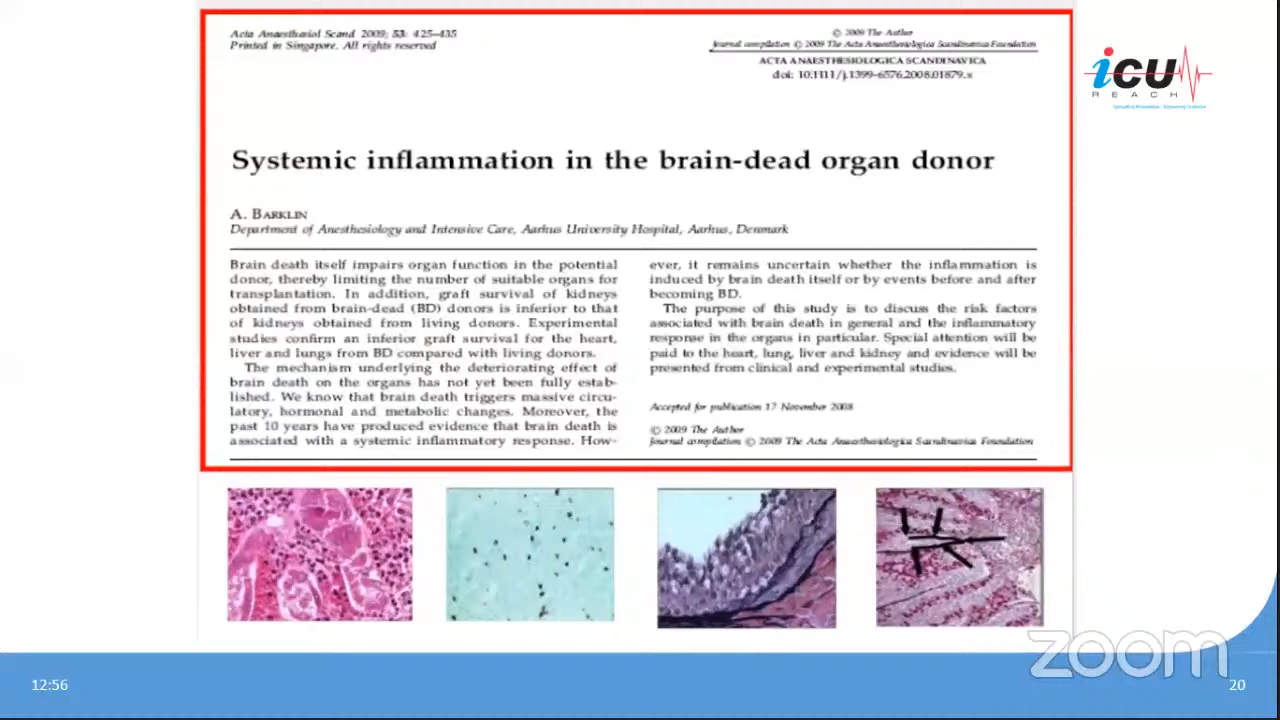 Acta Anaesthesiol Scand 2009; 53: 425–435
Printed in Singapore. All rights reserved
© 2009 The Author
Journal compilation © 2009 The Acta Anaesthesiologica Scandinavica Foundation
ACTA ANAESTHESIOLOGICA SCANDINAVICA
doi: 10.1111/j.1399-6576.2008.01879.x
icu
REACH
Systemic inflammation in the brain-dead organ donor
A. BARKLIN
Department of Anesthesiology and Intensive Care, Aarhus University Hospital, Aarhus, Denmark
Brain death itself impairs organ function in the potential
donor, thereby limiting the number of suitable organs for
transplantation. In addition, graft survival of kidneys
obtained from brain-dead (BD) donors is inferior to that
of kidneys obtained from living donors. Experimental
studies confirm an inferior graft survival for the heart,
liver and lungs from BD compared with living donors.
The mechanism underlying the deteriorating effect of
brain death on the organs has not yet been fully estab-
lished. We know that brain death triggers massive circu-
latory, hormonal and metabolic changes. Moreover, the
past 10 years have produced evidence that brain death is
associated with a systemic inflammatory response. How-
ever, it remains uncertain whether the inflammation is
induced by brain death itself or by events before and after
becoming BD.
The purpose of this study is to discuss the risk factors
associated with brain death in general and the inflammatory
response in the organs in particular. Special attention will be
paid to the heart, lung, liver and kidney and evidence will be
presented from clinical and experimental studies.
Accepted for publication 17 November 2008
© 2009 The Author
Journal compilation © 2009 The Acta Anaesthesiologica Scandinavica Foundation
zoom
12:56
20